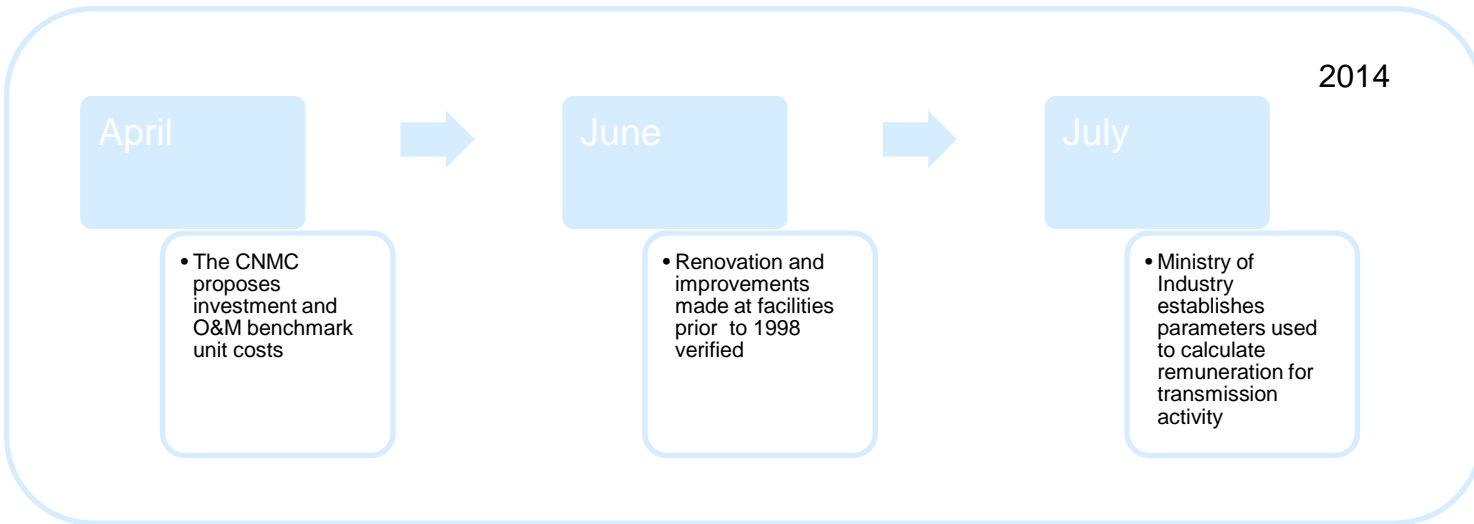 2014
April
• The CNMC
proposes
investment and
O&M benchmark
unit costs
June
• Renovation and
improvements
made at facilities
prior to 1998
verified
July
• Ministry of
Industry
establishes
parameters used
to calculate
remuneration for
transmission
activity